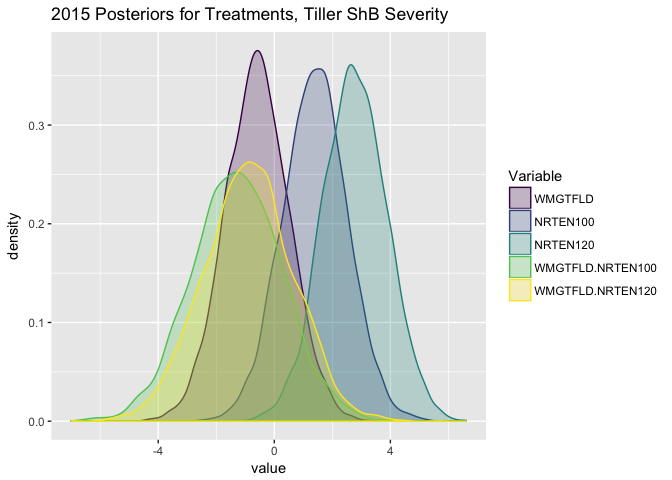 2015 Posteriors for Treatments, Tiller ShB Severity
density
0.3
0.2
0.1
0.0
-4
0
4
value
Variable
WMGTFLD
NRTEN100
NRTEN120
WMGTFLD.NRTEN100
WMGTFLD.NRTEN120